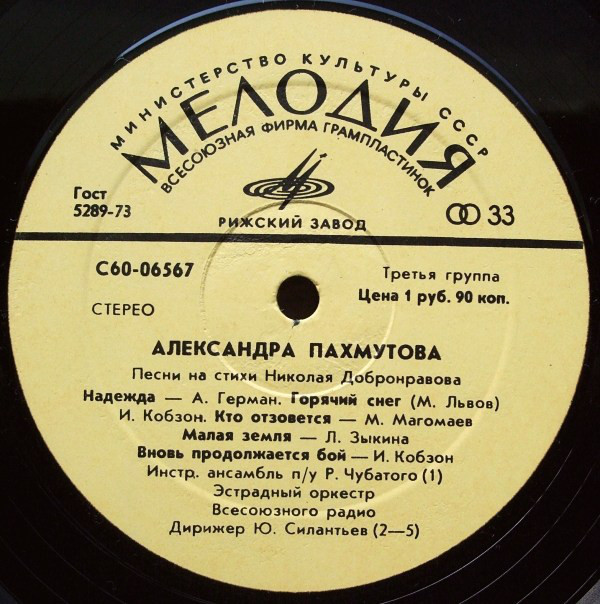 МИНИСТЕРСТВО КУЛЬТУРЫ СССР
МЕЛОДИЯ
ВСЕСОЮЗНАЯ ФИРМА ГРАМПЛАСТИНОК
Гост
5289-73
РИЖСКИЙ ЗАВОД
33
С60-06567
Третья группа
Цена 1 руб. 90 коп.
СТЕРЕО
АЛЕКСАНДРА ПАХМУТОВА
Песни на стихи Николая Добронравова
Надежда — А. Герман. Горячий снег (М. Львов)
И. Кобзон. Кто отзовется — М. Магомаев
Малая земля — Л. Зыкина
Вновь продолжается бой — И. Кобзон
Инстр. ансамбль п/у Р. Чубатого (1)
Эстрадный оркестр
Всесоюзного радио
Дирижер Ю. Силантьев (2—5)